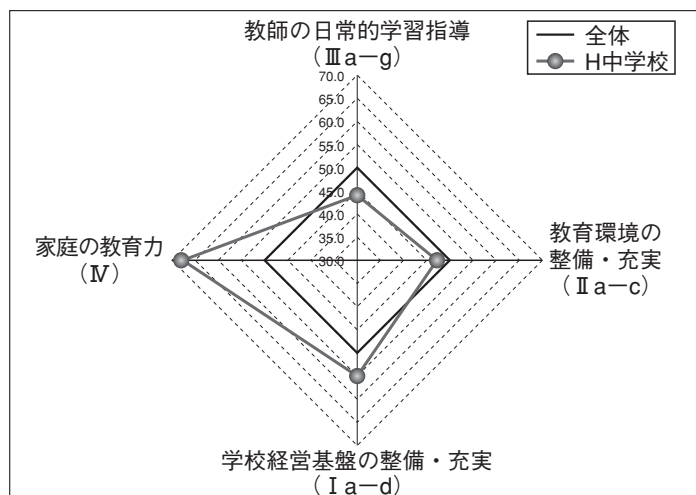 教師の日常的学習指導
(Ⅲa−g)
全体
H中学校
70.0
65.0
60.0
55.0
50.0
45.0
40.0
35.0
30.0
家庭の教育力
(Ⅳ)
教育環境の
整備・充実
(Ⅱa−c)
学校経営基盤の整備・充実
(Ⅰa−d)